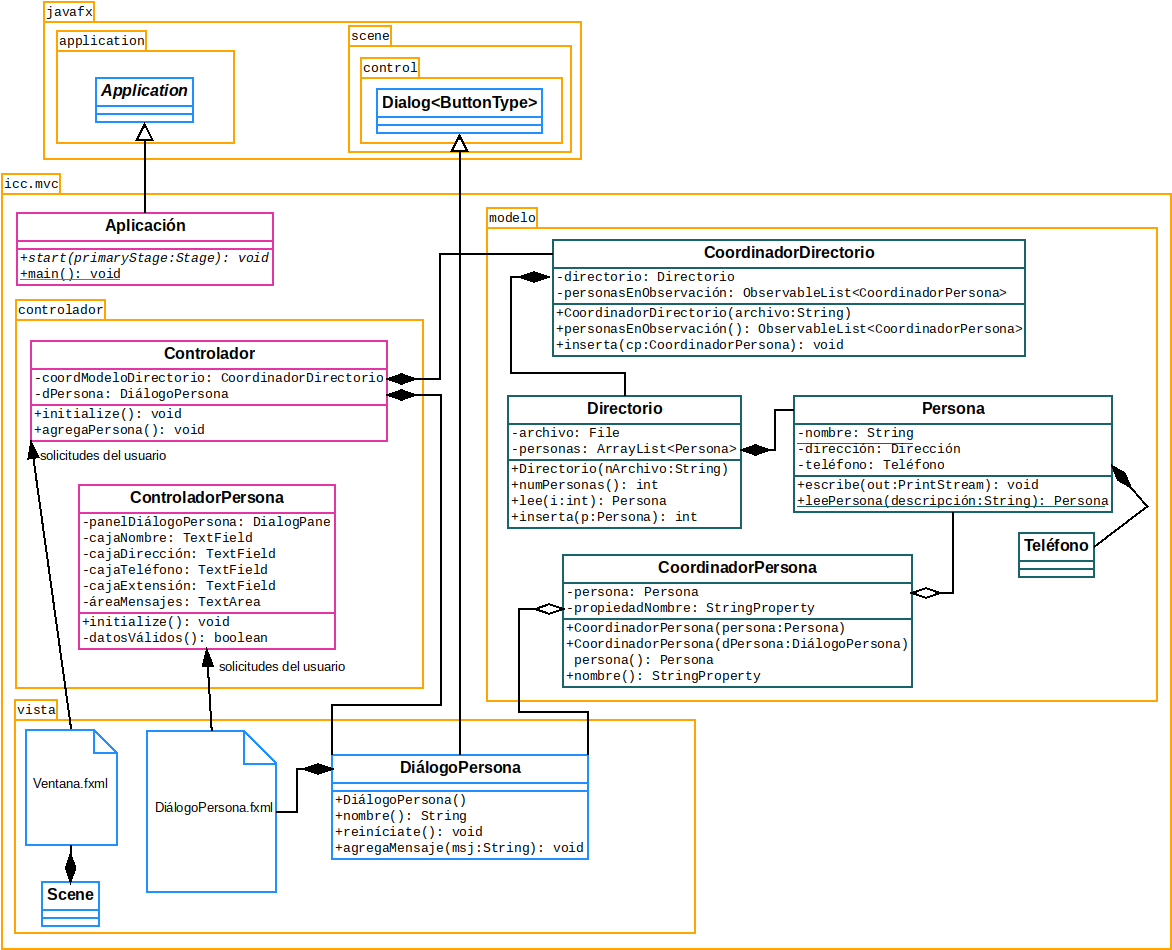 javafx
application
Application
scene
control
Dialog<ButtonType>
icc.mvc
Aplicación
+start(primaryStage:Stage): void
+main(): void
controlador
Controlador
-coordModeloDirectorio: CoordinadorDirectorio
-dPersona: DiálogoPersona
+initialize(): void
+agregaPersona(): void
solicitudes del usuario
ControladorPersona
-panelDiálogoPersona: DialogPane
-cajaNombre: TextField
-cajaDirección: TextField
-cajaTeléfono: TextField
-cajaExtensión: TextField
-áreaMensajes: TextArea
+initialize(): void
-datosVálidos(): boolean
solicitudes del usuario
modelo
CoordinadorDirectorio
-directorio: Directorio
-personasEnObservación: ObservableList<CoordinadorPersona>
+CoordinadorDirectorio(archivo:String)
+personasEnObservación(): ObservableList<CoordinadorPersona>
+inserta(cp:CoordinadorPersona): void
Directorio
-archivo: File
-personas: ArrayList<Persona>
+Directorio(nArchivo:String)
+numPersonas(): int
+lee(i:int): Persona
+inserta(p:Persona): int
Persona
-nombre: String
-dirección: Dirección
-teléfono: Teléfono
+escribe(out:PrintStream): void
+leePersona(descripción:String): Persona
Teléfono
CoordinadorPersona
-persona: Persona
-propiedadNombre: StringProperty
+CoordinadorPersona(persona:Persona)
+CoordinadorPersona(dPersona:DiálogoPersona)
persona(): Persona
+nombre(): StringProperty
vista
Ventana.fxml
Scene
DiálogoPersona.fxml
DiálogoPersona
+DiálogoPersona()
+nombre(): String
+reiníciate(): void
+agregaMensaje(msj:String): void